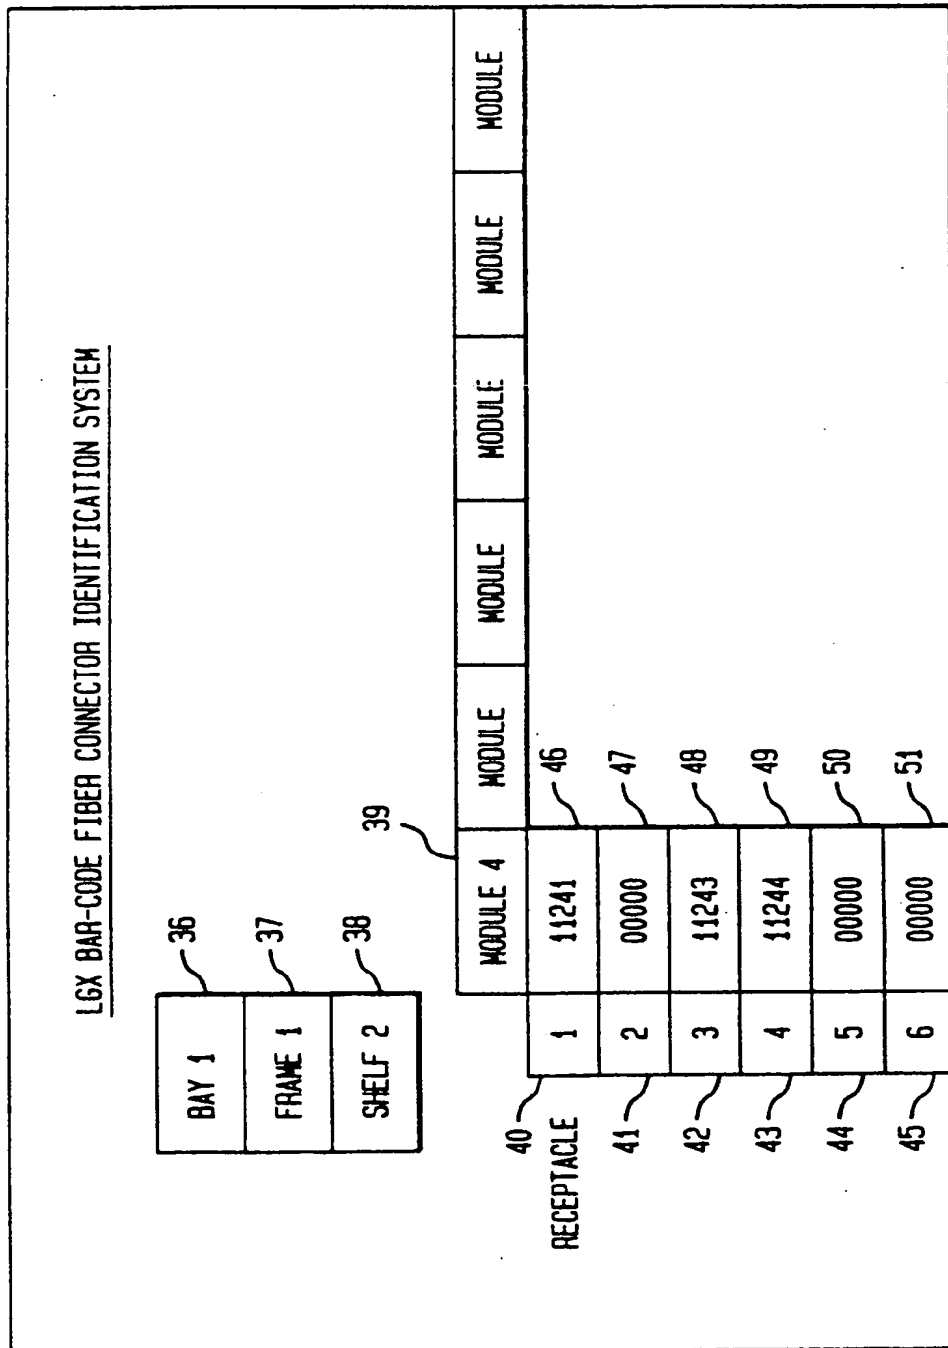 LGX BAR-CODE FIBER CONNECTOR IDENTIFICATION SYSTEM
BAY 1 36
FRAME 1 37
SHELF 2 38
39
MODULE 4 MODULE MODULE MODULE MODULE MODULE
40 1 11241 46
RECEPTACLE
41 2 00000 47
42 3 11243 48
43 4 11244 49
44 5 00000 50
45 6 00000 51